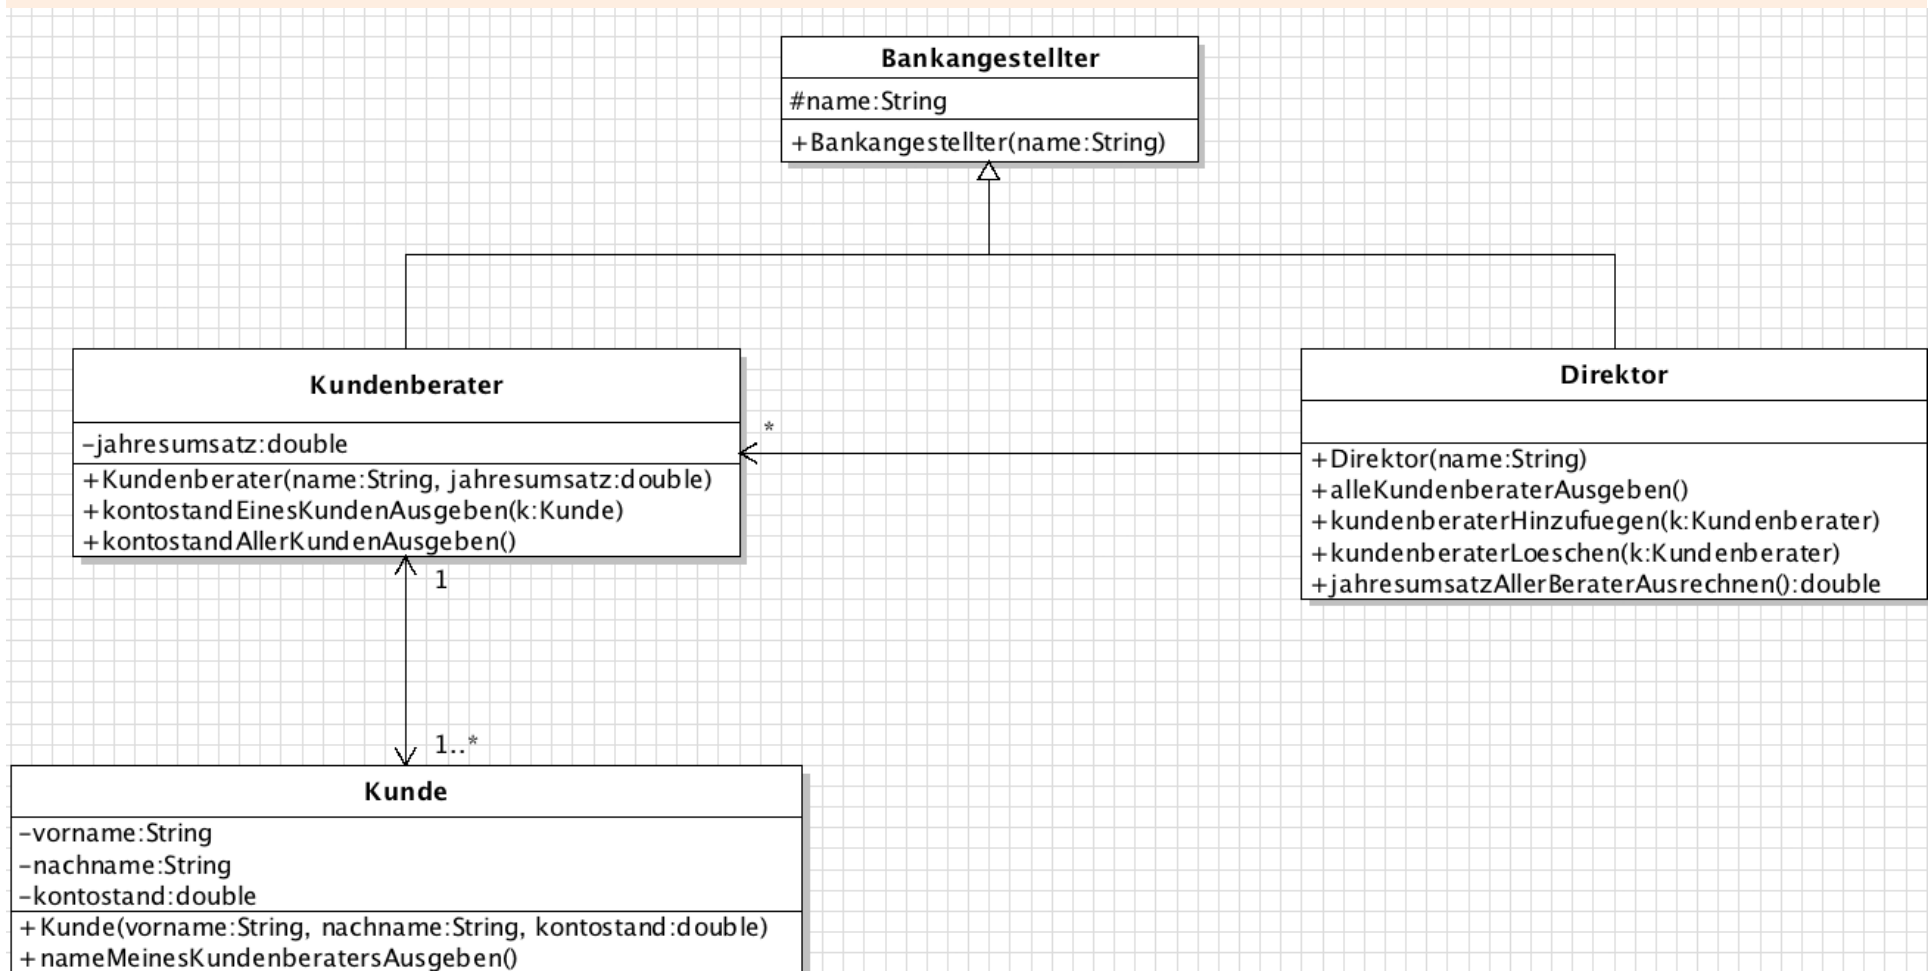 Bankangestellter
#name:String
+Bankangestellter(name:String)
Kundenberater
-jahresumsatz:double
+Kundenberater(name:String, jahresumsatz:double)
+kontostandEinesKundenAusgeben(k:Kunde)
+kontostandAllerKundenAusgeben()
*
Direktor
+Direktor(name:String)
+alleKundenberaterAusgeben()
+kundenberaterHinzufuegen(k:Kundenberater)
+kundenberaterLoeschen(k:Kundenberater)
+jahresumsatzAllerBeraterAusrechnen():double
1
1..*
Kunde
-vorname:String
-nachname:String
-kontostand:double
+Kunde(vorname:String, nachname:String, kontostand:double)
+nameMeinesKundenberatersAusgeben()